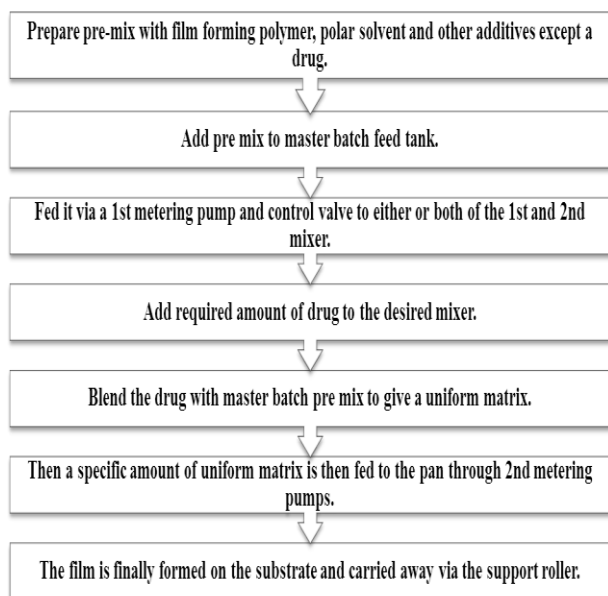 Prepare pre-mix with film forming polymer, polar solvent and other additives except a
drug.
Add pre mix to master batch feed tank.
Fed it via a 1st metering pump and control valve to either or both of the 1st and 2nd
mixer.
Add required amount of drug to the desired mixer.
Blend the drug with master batch pre mix to give a uniform matrix.
Then a specific amount of uniform matrix is then fed to the pan through 2nd metering
pumps.
The film is finally formed on the substrate and carried away via the support roller.